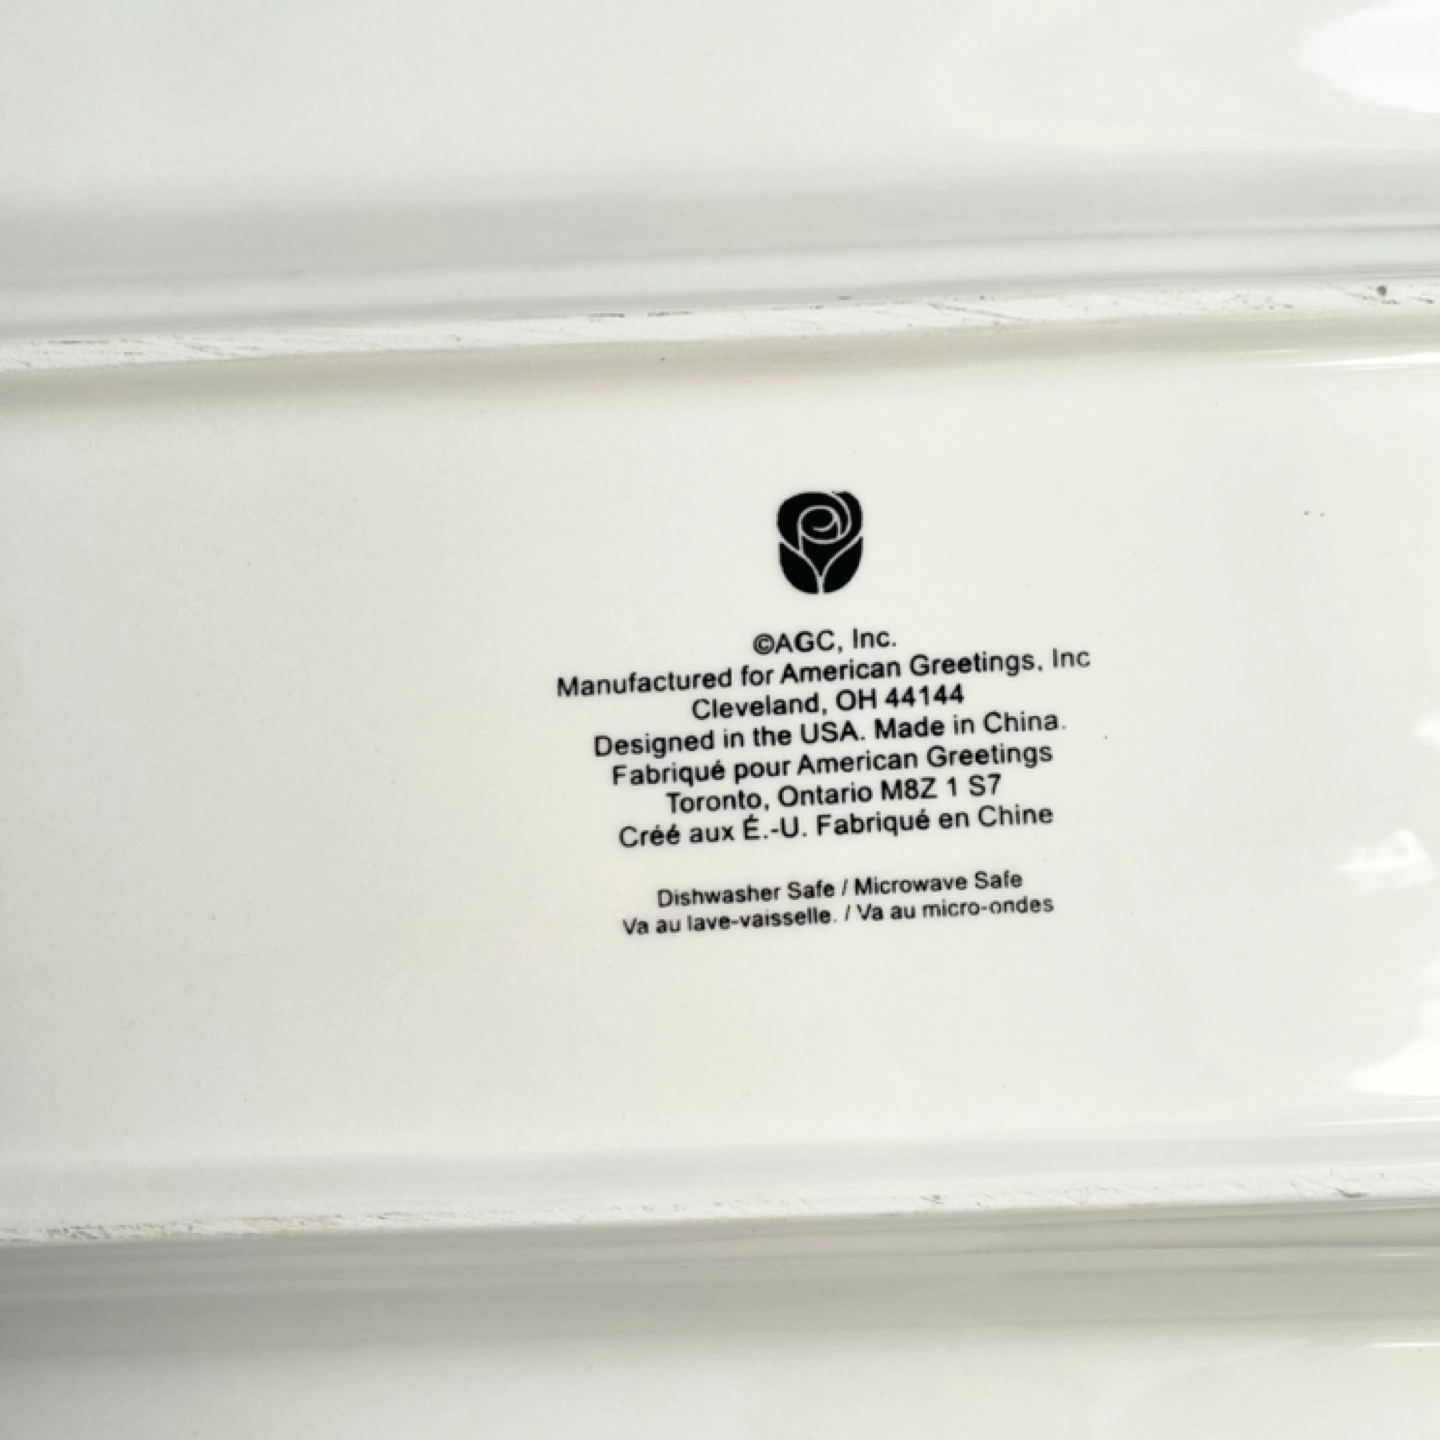 ©AGC, Inc.
Manufactured for American Greetings, Inc
Cleveland, OH 44144
Designed in the USA. Made in China.
Fabriqué pour American Greetings
Toronto, Ontario M8Z 1 S7
Créé aux É.-U. Fabriqué en Chine
Dishwasher Safe / Microwave Safe
Va au lave-vaisselle. / Va au micro-ondes